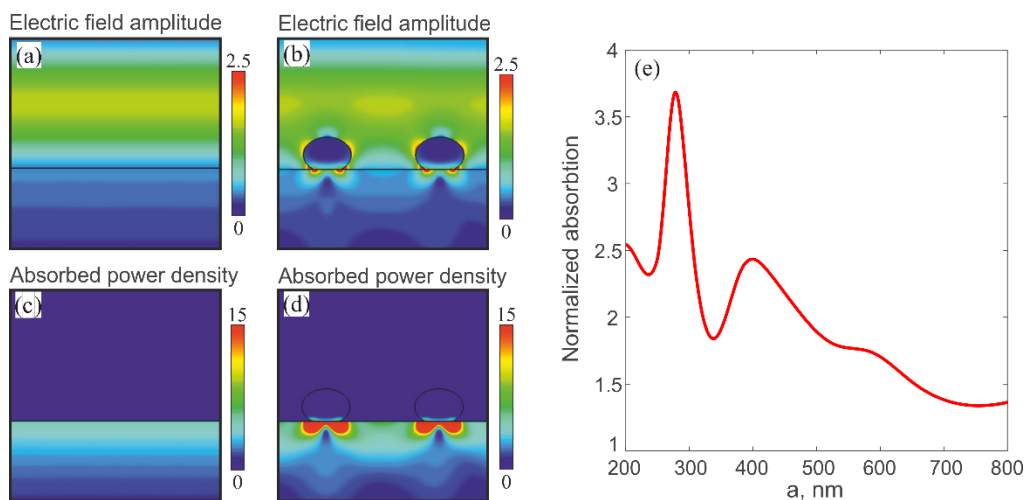 Electric field amplitude
(a)
2.5
0
Electric field amplitude
(b)
2.5
0
Absorbed power density
(c)
15
0
Absorbed power density
(d)
15
0
(e)
Normalized absorbtion
4
3.5
3
2.5
2
1.5
1
200 300 400 500 600 700 800
a, nm